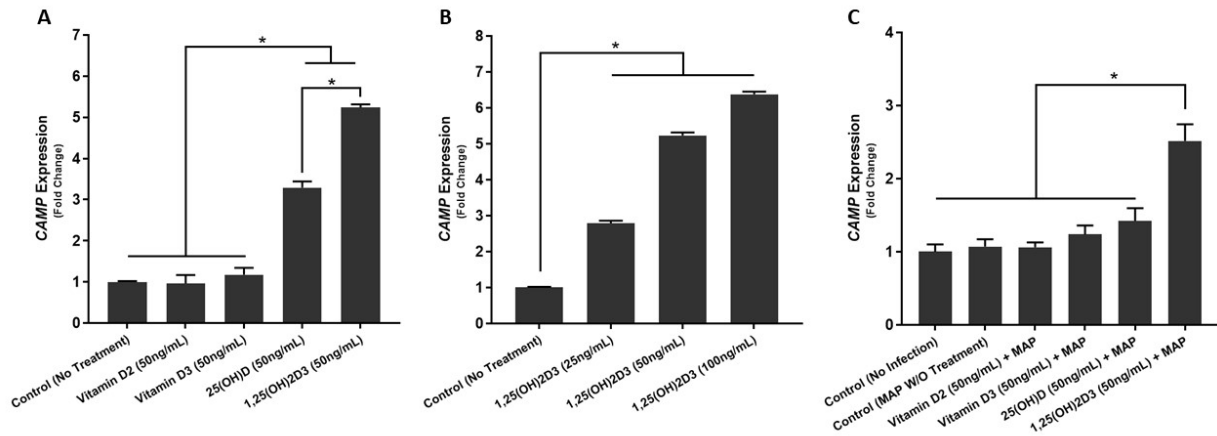 A
CAMP Expression
(Fold Change)
7
6
5
4
3
2
1
0
*
*
Control (No Treatment)
Vitamin D2 (50ng/mL)
Vitamin D3 (50ng/mL)
25(OH)D (50ng/mL)
1,25(OH)2D3 (50ng/mL)
B
CAMP Expression
(Fold Change)
8
7
6
5
4
3
2
1
0
*
Control (No Treatment)
1,25(OH)2D3 (25ng/mL)
1,25(OH)2D3 (50ng/mL)
1,25(OH)2D3 (100ng/mL)
C
CAMP Expression
(Fold Change)
4
3
2
1
0
*
Control (No Infection)
Control (MAP W/O Treatment)
Vitamin D2 (50ng/mL) + MAP
Vitamin D3 (50ng/mL) + MAP
25(OH)D (50ng/mL) + MAP
1,25(OH)2D3 (50ng/mL) + MAP